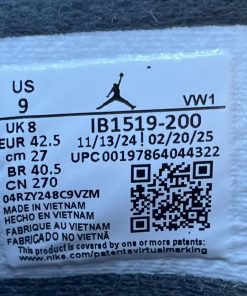 US
9
VW1
UK 8
IB1519-200
EUR 42.5
11/13/24 02/20/25
cm 27
UPC00197864044322
BR 40.5
CN 270
04RZY248C9VZM
MADE IN VIETNAM
HECHO EN VIETNAM
FABRIQUE AU VIETNAM
FABRICADO NO VIETNÃ
This product is covered by one or more patents.
www.nike.com/patentsvirtualmarking